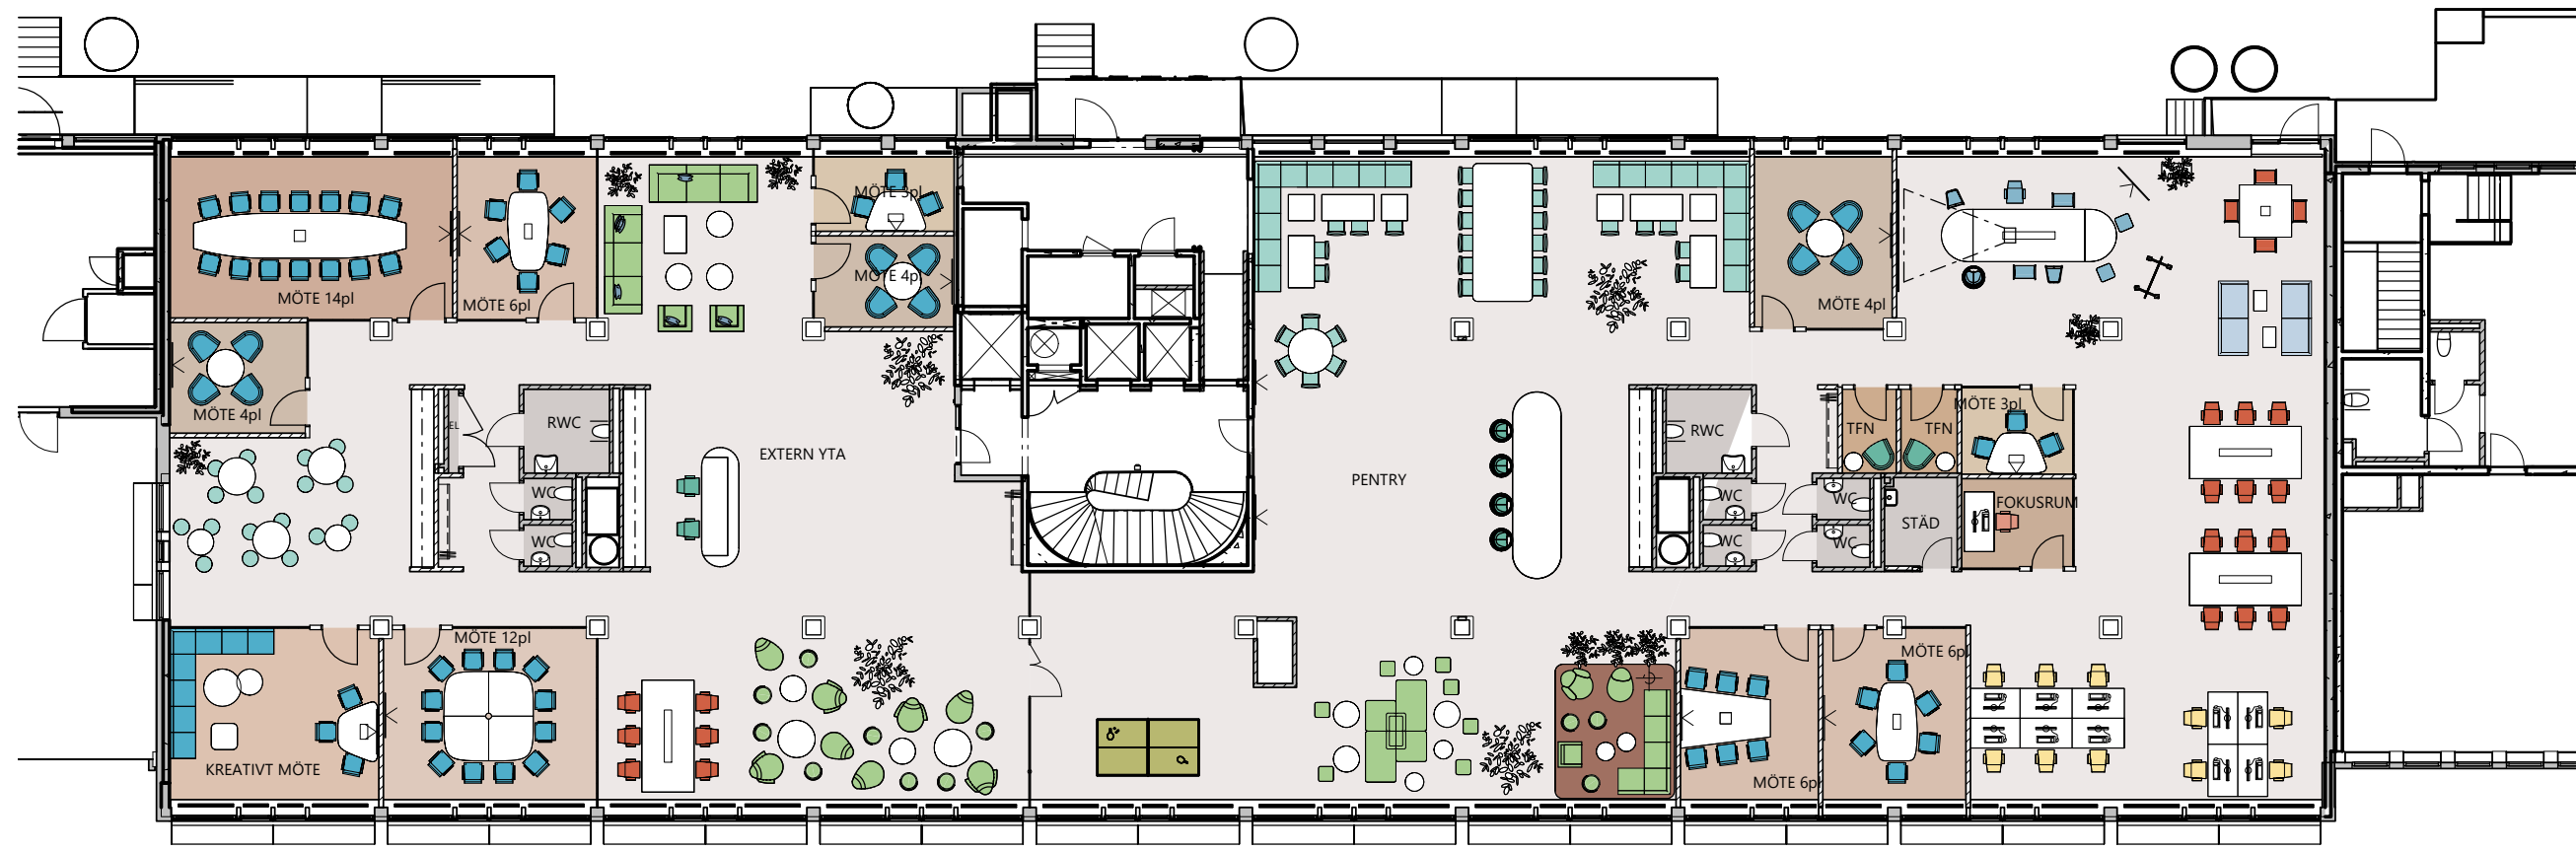 MÖTE 14pl
MÖTE 6pl
MÖTE 3pl
MÖTE 4pl
MÖTE 4pl
MÖTE 4pl
EL
RWC
WC
WC
EXTERN YTA
PENTRY
RWC
WC
WC
WC
WC
TFN
TFN
MÖTE 3pl
STÄD
FOKUSRUM
KREATIVT MÖTE
MÖTE 12pl
MÖTE 6pl
MÖTE 6pl